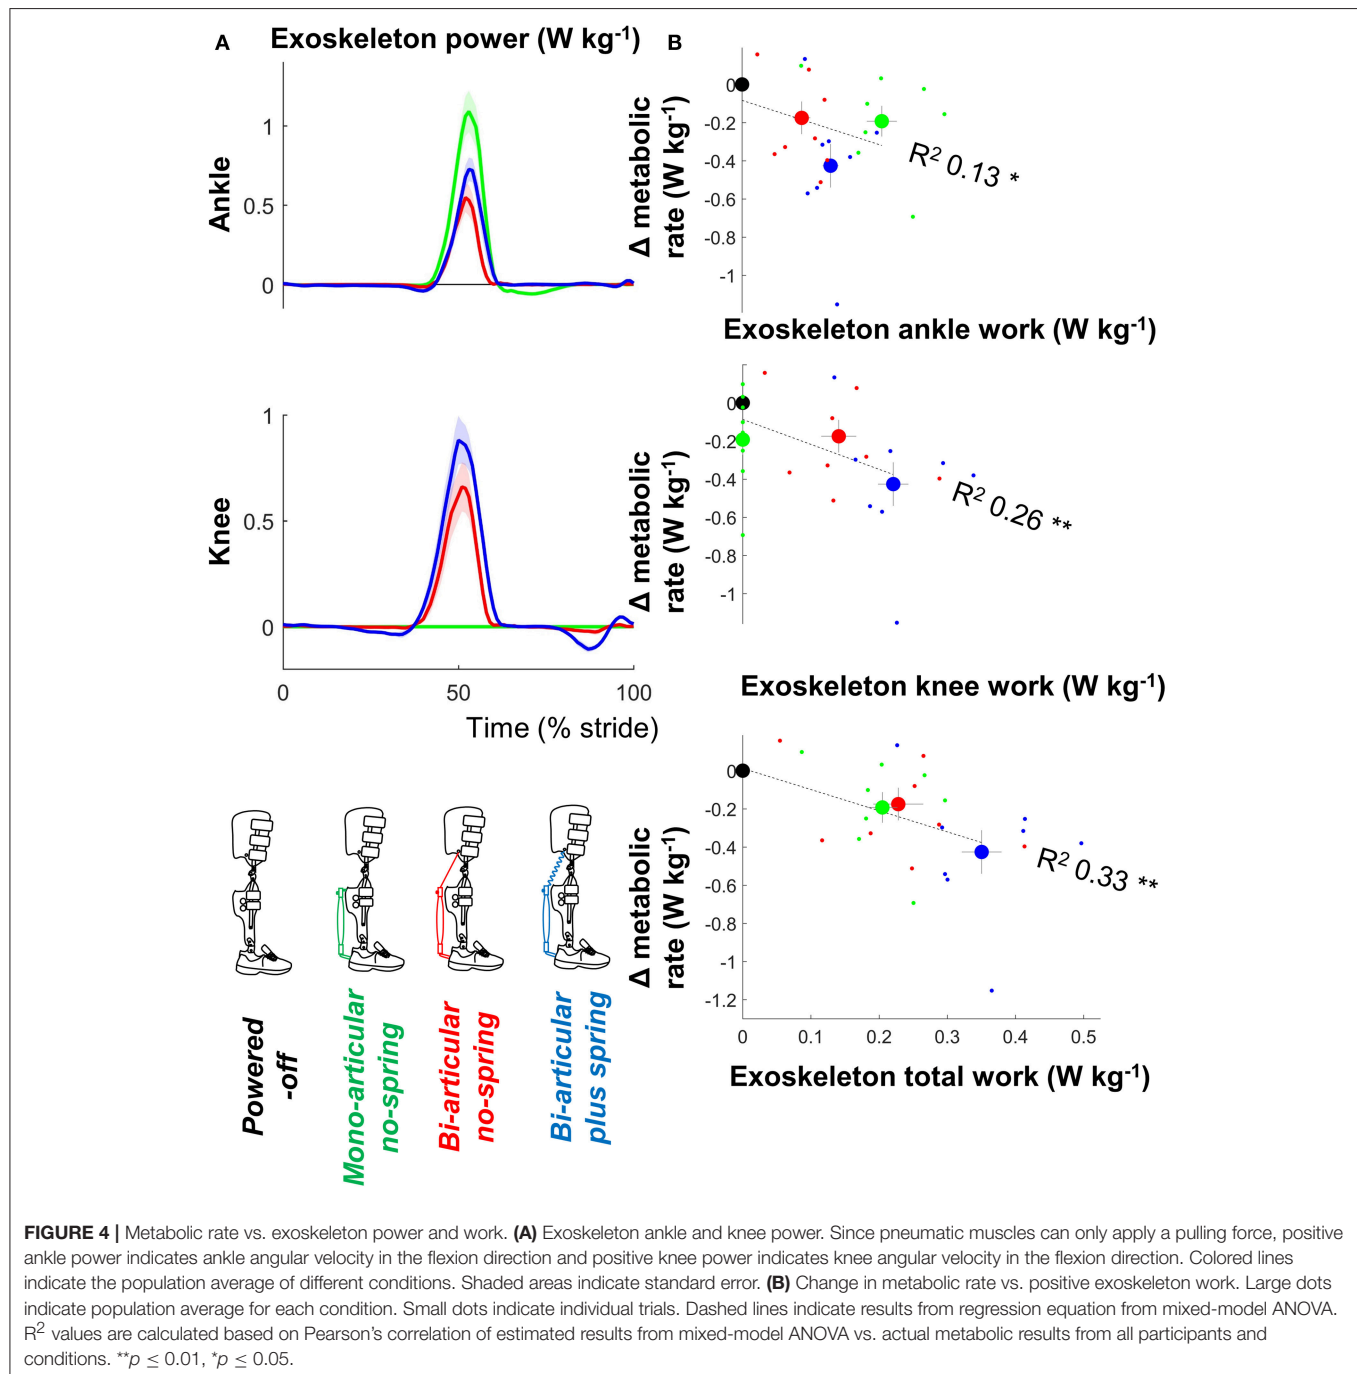 A Exoskeleton power (W kg-1) B
Ankle
1
0.5
0
Knee
1
0.5
0
0 50 100
Time (% stride)
Powered
-off
Mono-articular
no-spring
Bi-articular
no-spring
Bi-articular
plus spring
Δ metabolic
rate (W kg-1)
0
-0.2
-0.4
-0.6
-0.8
-1
R2 0.13 *
Exoskeleton ankle work (W kg-1)
Δ metabolic
rate (W kg-1)
0
-0.2
-0.4
-0.6
-0.8
-1
R2 0.26 **
Exoskeleton knee work (W kg-1)
Δ metabolic
rate (W kg-1)
0
-0.2
-0.4
-0.6
-0.8
-1
-1.2
R2 0.33 **
0 0.1 0.2 0.3 0.4 0.5
Exoskeleton total work (W kg-1)
FIGURE 4 | Metabolic rate vs. exoskeleton power and work. (A) Exoskeleton ankle and knee power. Since pneumatic muscles can only apply a pulling force, positive
ankle power indicates ankle angular velocity in the flexion direction and positive knee power indicates knee angular velocity in the flexion direction. Colored lines
indicate the population average of different conditions. Shaded areas indicate standard error. (B) Change in metabolic rate vs. positive exoskeleton work. Large dots
indicate population average for each condition. Small dots indicate individual trials. Dashed lines indicate results from regression equation from mixed-model ANOVA.
R2 values are calculated based on Pearson's correlation of estimated results from mixed-model ANOVA vs. actual metabolic results from all participants and
conditions. **p ≤ 0.01, *p ≤ 0.05.